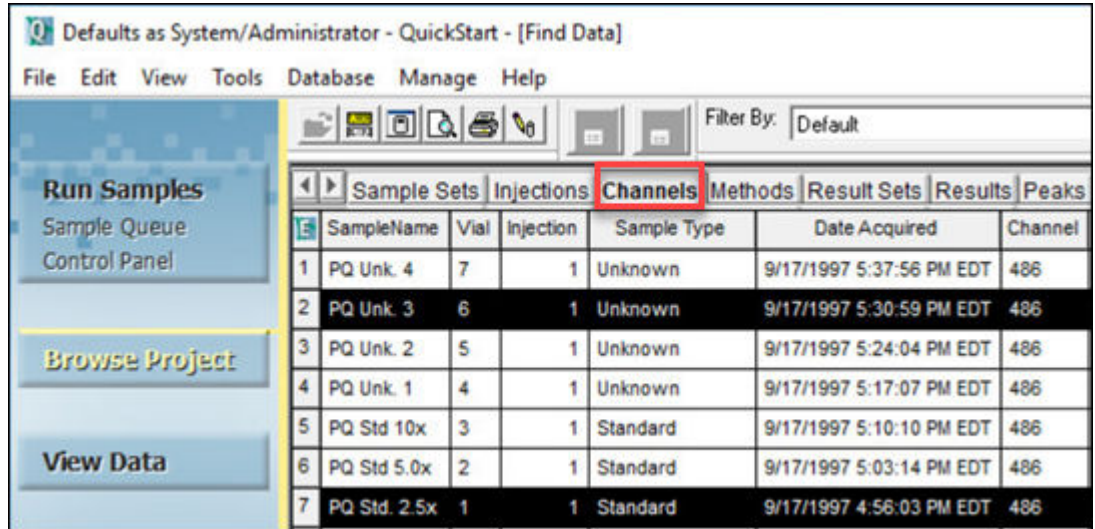 Defaults as System/Administrator - QuickStart - [Find Data]
File Edit View Tools Database Manage Help
Filter By: Default
Run Samples
Sample Queue
Control Panel
Browse Project
View Data
Sample Sets Injections Channels Methods Result Sets Results Peaks
SampleName Vial Injection Sample Type Date Acquired Channel
1 PQ Unk. 4 7 1 Unknown 9/17/1997 5:37:56 PM EDT 486
2 PQ Unk. 3 6 1 Unknown 9/17/1997 5:30:59 PM EDT 486
3 PQ Unk. 2 5 1 Unknown 9/17/1997 5:24:04 PM EDT 486
4 PQ Unk. 1 4 1 Unknown 9/17/1997 5:17:07 PM EDT 486
5 PQ Std 10x 3 1 Standard 9/17/1997 5:10:10 PM EDT 486
6 PQ Std 5.0x 2 1 Standard 9/17/1997 5:03:14 PM EDT 486
7 PQ Std. 2.5x 1 1 Standard 9/17/1997 4:56:03 PM EDT 486